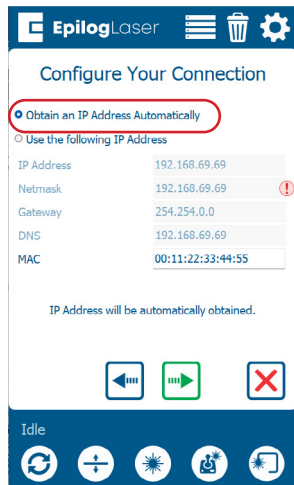 EpilogLaser
Configure Your Connection
Obtain an IP Address Automatically
Use the following IP Address
IP Address 192.168.69.69
Netmask 192.168.69.69
Gateway 254.254.0.0
DNS 192.168.69.69
MAC 00:11:22:33:44:55
IP Address will be automatically obtained.
Idle